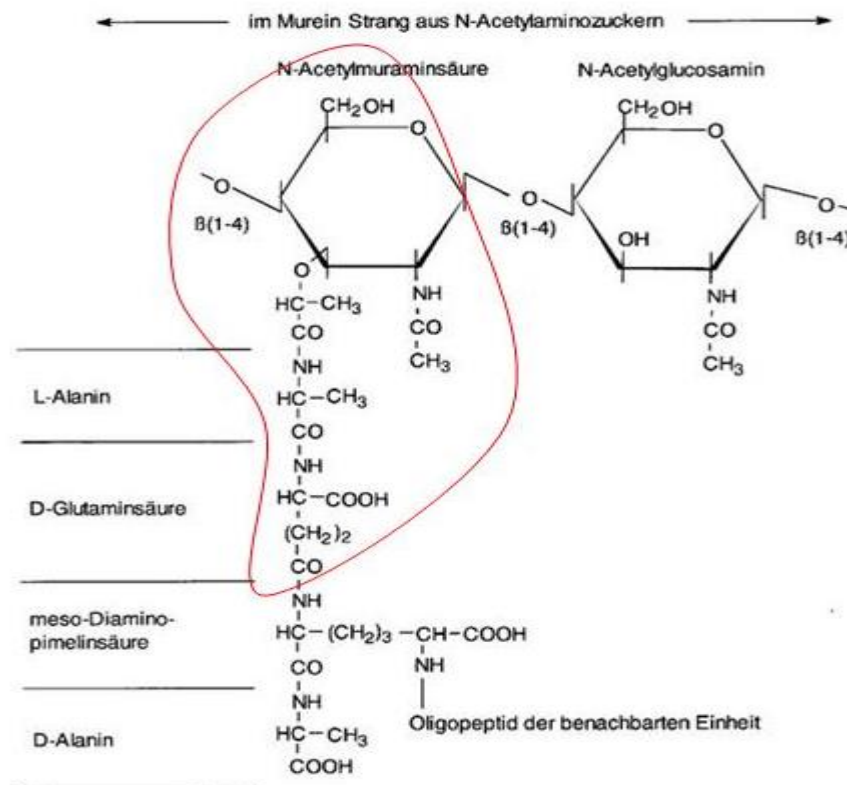 im Murein Strang aus N-Acetylaminozuckern
N-Acetylmuraminsäure
N-Acetylglucosamin
CH₂OH
O
CH₂OH
O
O
ß(1-4)
O
ß(1-4)
OH
O
ß(1-4)
O
NH
NH
HC-CH₃
CO
CO
CO
CH₃
CH₃
NH
L-Alanin
HC-CH₃
CO
NH
D-Glutaminsäure
HC-COOH
(CH₂)₂
CO
NH
meso-Diamino-
pimelinsäure
HC-(CH₂)₃-CH-COOH
CO
NH
NH
D-Alanin
HC-CH₃
Oligopeptid der benachbarten Einheit
COOH